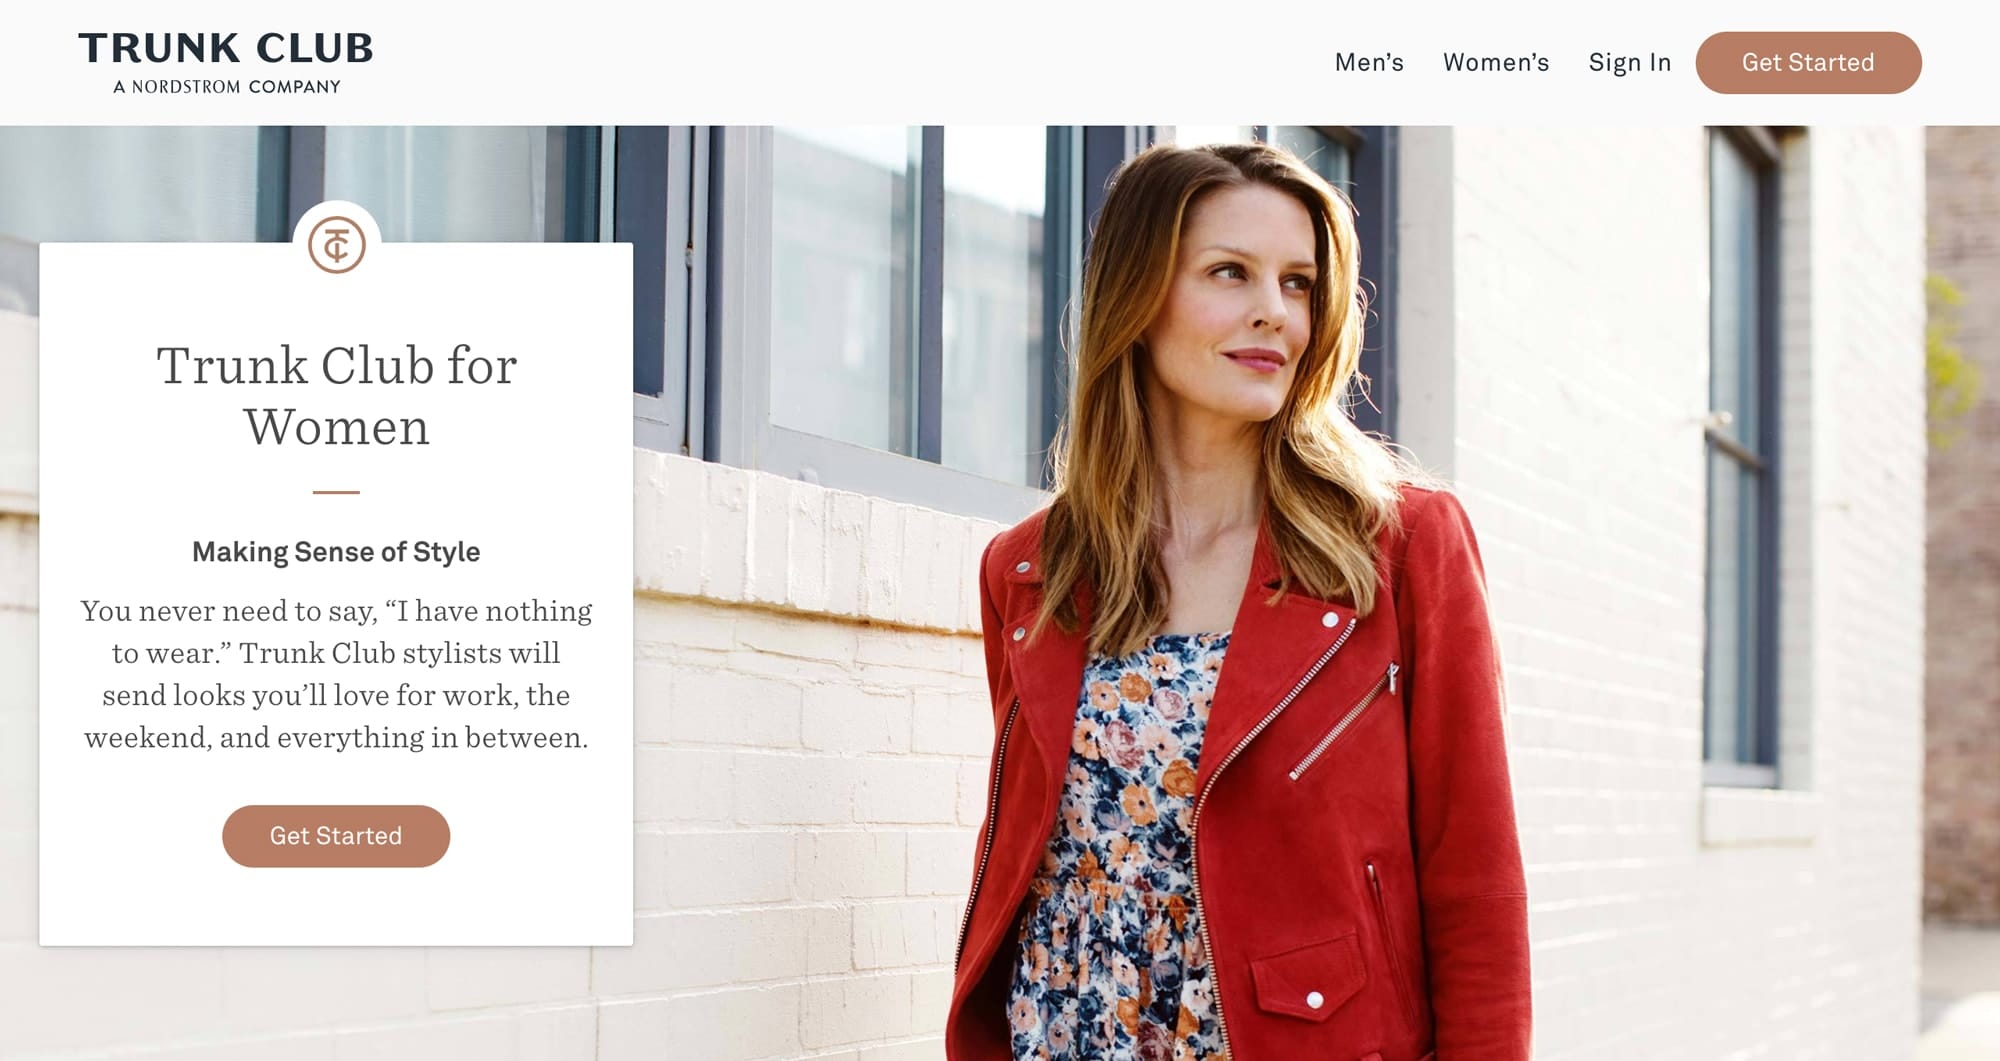 TRUNK CLUB
A NORDSTROM COMPANY
Men’s
Women’s
Sign In
Get Started
TC
Trunk Club for
Women
Making Sense of Style
You never need to say, “I have nothing
to wear.” Trunk Club stylists will
send looks you’ll love for work, the
weekend, and everything in between.
Get Started